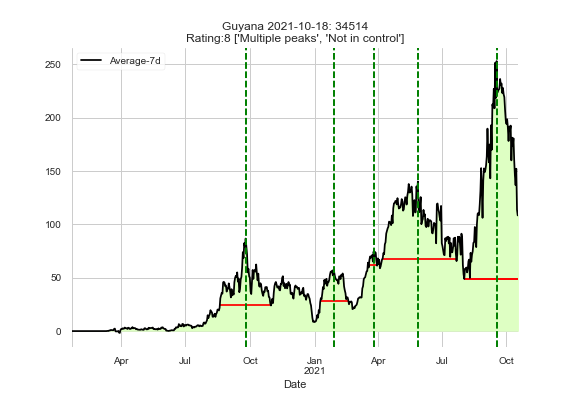 Guyana 2021-10-18: 34514
Rating:8 ['Multiple peaks', 'Not in control']
Average-7d
250
200
150
100
50
0
Apr Jul Oct Jan Apr Jul Oct
2021
Date